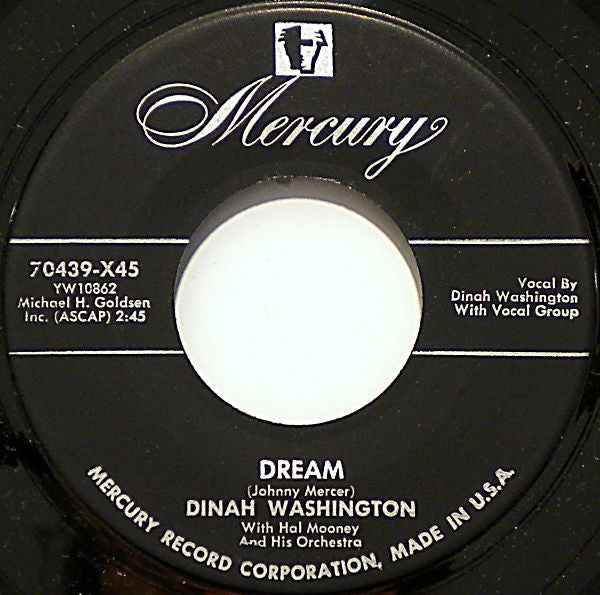 Mercury
70439-X45
YW10862
Michael H. Goldsen
Inc. (ASCAP) 2:45
Vocal By
Dinah Washington
With Vocal Group
DREAM
(Johnny Mercer)
DINAH WASHINGTON
With Hal Mooney
And His Orchestra
MERCURY RECORD CORPORATION, MADE IN U.S.A.